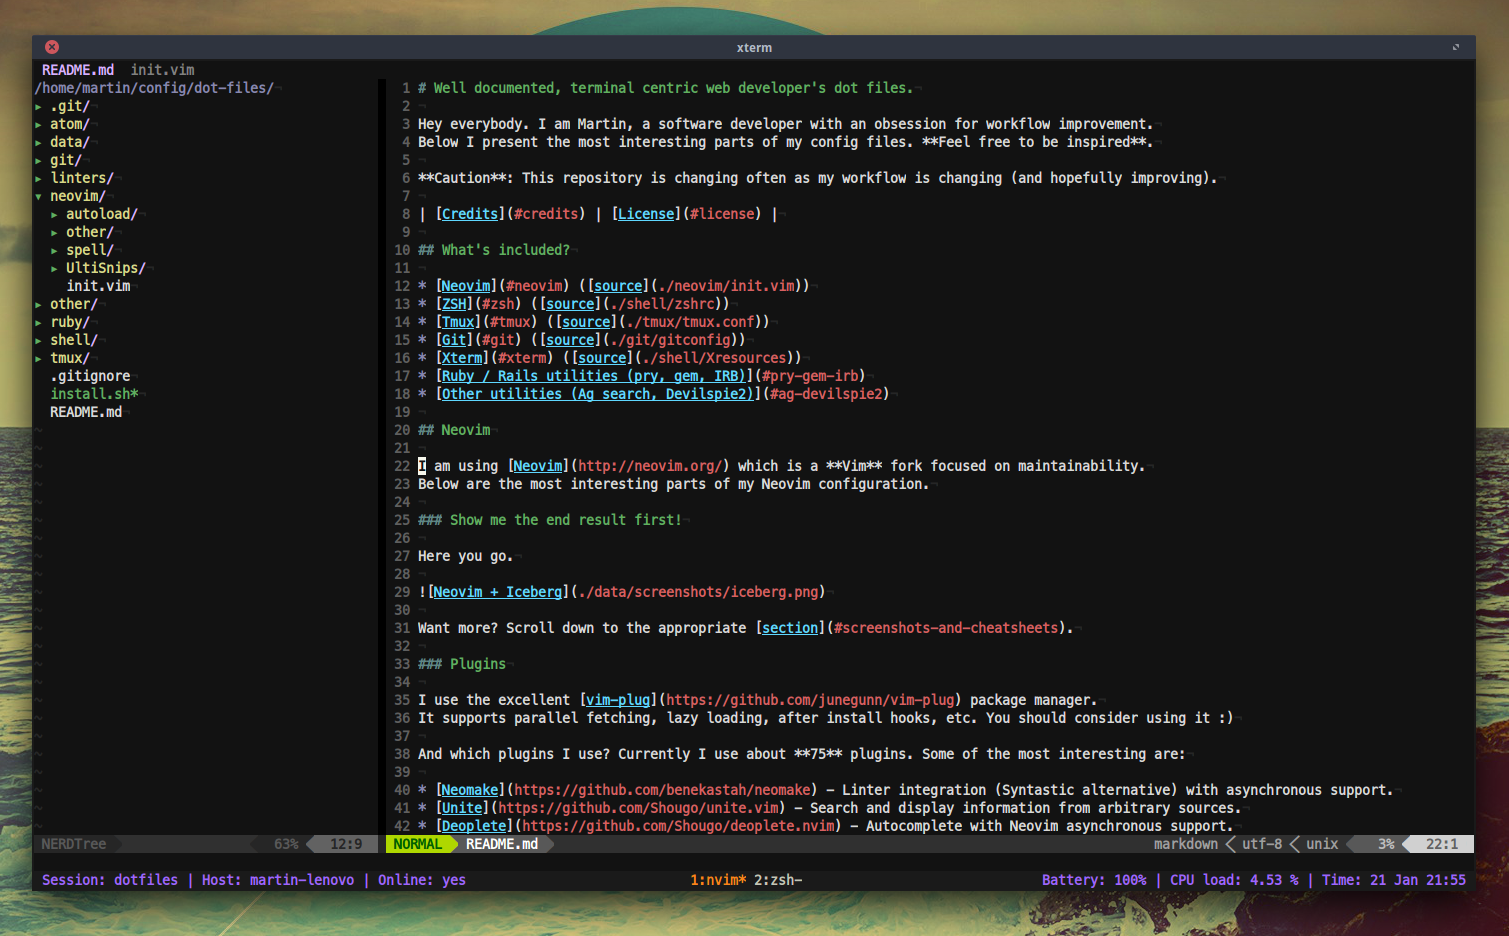 xterm
README.md  init.vim
/home/martin/config/dot-files/¬
▸ .git/¬
▸ atom/¬
▸ data/¬
▸ git/¬
▸ linters/¬
▾ neovim/¬
  ▸ autoload/¬
  ▸ other/¬
  ▸ spell/¬
  ▸ UltiSnips/¬
    init.vim¬
▸ other/¬
▸ ruby/¬
▸ shell/¬
▸ tmux/¬
  .gitignore¬
  install.sh*¬
  README.md¬
1 # Well documented, terminal centric web developer's dot files.¬
2 ¬
3 Hey everybody. I am Martin, a software developer with an obsession for workflow improvement.¬
4 Below I present the most interesting parts of my config files. **Feel free to be inspired**.¬
5 ¬
6 **Caution**: This repository is changing often as my workflow is changing (and hopefully improving).¬
7 ¬
8 | [Credits](#credits) | [License](#license) |¬
9 ¬
10 ## What's included?¬
11 ¬
12 * [Neovim](#neovim) ([source](./neovim/init.vim))¬
13 * [ZSH](#zsh) ([source](./shell/zshrc))¬
14 * [Tmux](#tmux) ([source](./tmux/tmux.conf))¬
15 * [Git](#git) ([source](./git/gitconfig))¬
16 * [Xterm](#xterm) ([source](./shell/Xresources))¬
17 * [Ruby / Rails utilities (pry, gem, IRB)](#pry-gem-irb)¬
18 * [Other utilities (Ag search, Devilspie2)](#ag-devilspie2)¬
19 ¬
20 ## Neovim¬
21 ¬
22 I am using [Neovim](http://neovim.org/) which is a **Vim** fork focused on maintainability.¬
23 Below are the most interesting parts of my Neovim configuration.¬
24 ¬
25 ### Show me the end result first!¬
26 ¬
27 Here you go.¬
28 ¬
29 ![Neovim + Iceberg](./data/screenshots/iceberg.png)¬
30 ¬
31 Want more? Scroll down to the appropriate [section](#screenshots-and-cheatsheets).¬
32 ¬
33 ### Plugins¬
34 ¬
35 I use the excellent [vim-plug](https://github.com/junegunn/vim-plug) package manager.¬
36 It supports parallel fetching, lazy loading, after install hooks, etc. You should consider using it :)¬
37 ¬
38 And which plugins I use? Currently I use about **75** plugins. Some of the most interesting are:¬
39 ¬
40 * [Neomake](https://github.com/benekastah/neomake) - Linter integration (Syntastic alternative) with asynchronous support.¬
41 * [Unite](https://github.com/Shougo/unite.vim) - Search and display information from arbitrary sources.¬
42 * [Deoplete](https://github.com/Shougo/deoplete.nvim) - Autocomplete with Neovim asynchronous support.¬
NERDTree 63% 12:9 NORMAL README.md markdown utf-8 unix 3% 22:1
Session: dotfiles | Host: martin-lenovo | Online: yes 1:nvim* 2:zsh- Battery: 100% | CPU load: 4.53 % | Time: 21 Jan 21:55